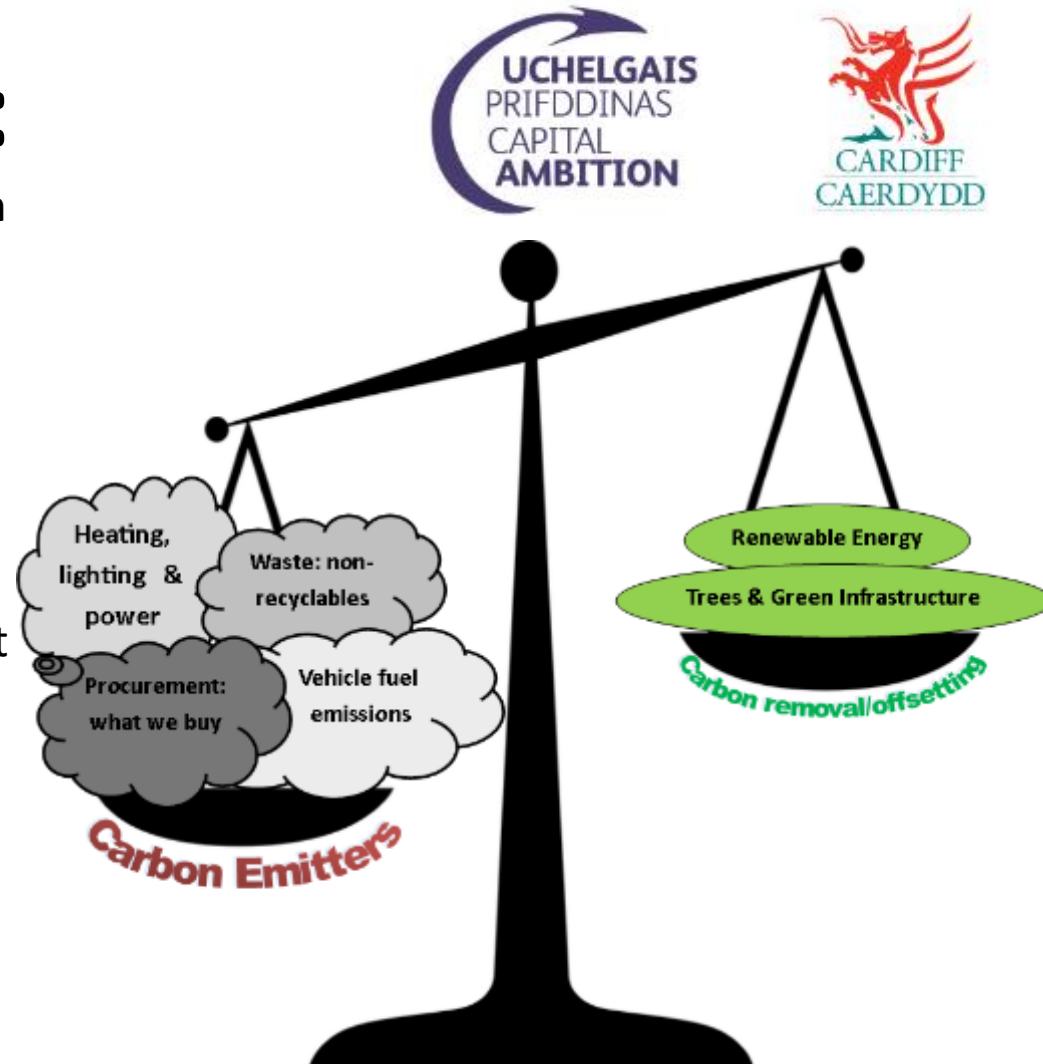 UCHELGAIS
PRIFDDINAS
CAPITAL
AMBITION
CARDIFF
CAERDYDD
Heating,
lighting &
power
Waste: non-
recyclables
Procurement:
what we buy
Vehicle fuel
emissions
Carbon Emitters
Renewable Energy
Trees & Green Infrastructure
Carbon removal/offsetting